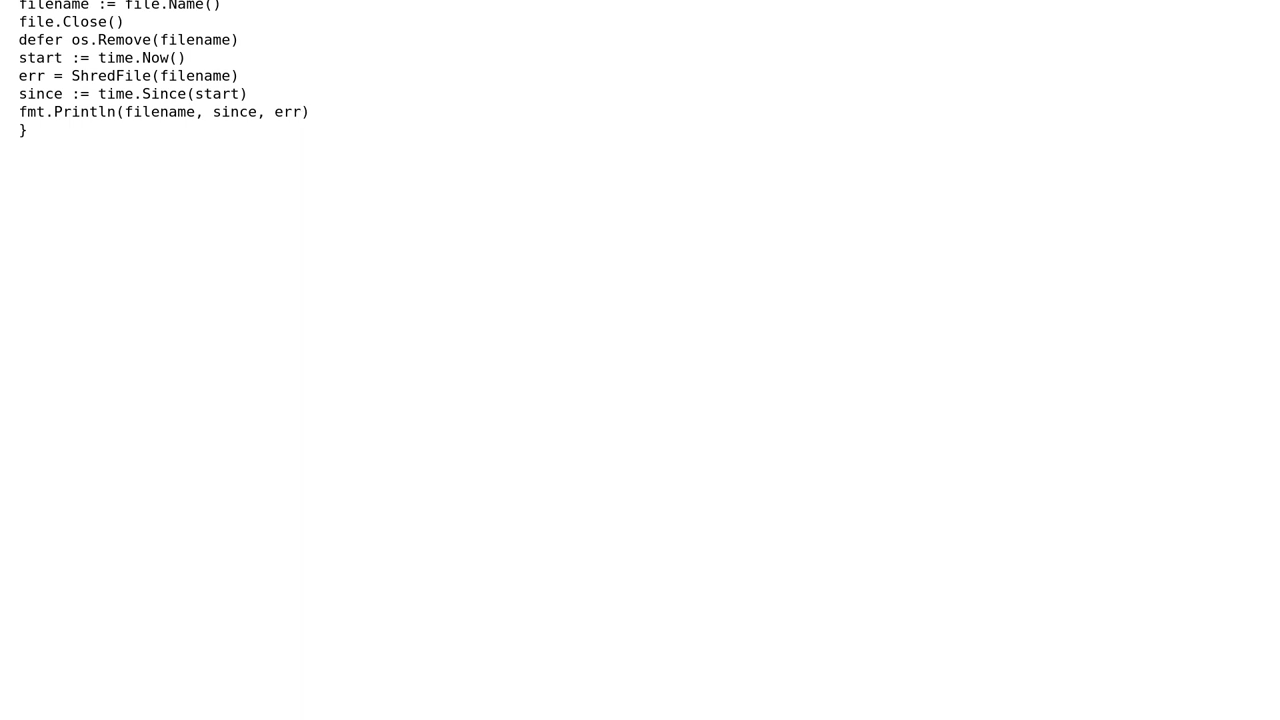 filename := file.Name()
file.Close()
defer os.Remove(filename)
start := time.Now()
err = ShredFile(filename)
since := time.Since(start)
fmt.Println(filename, since, err)
}